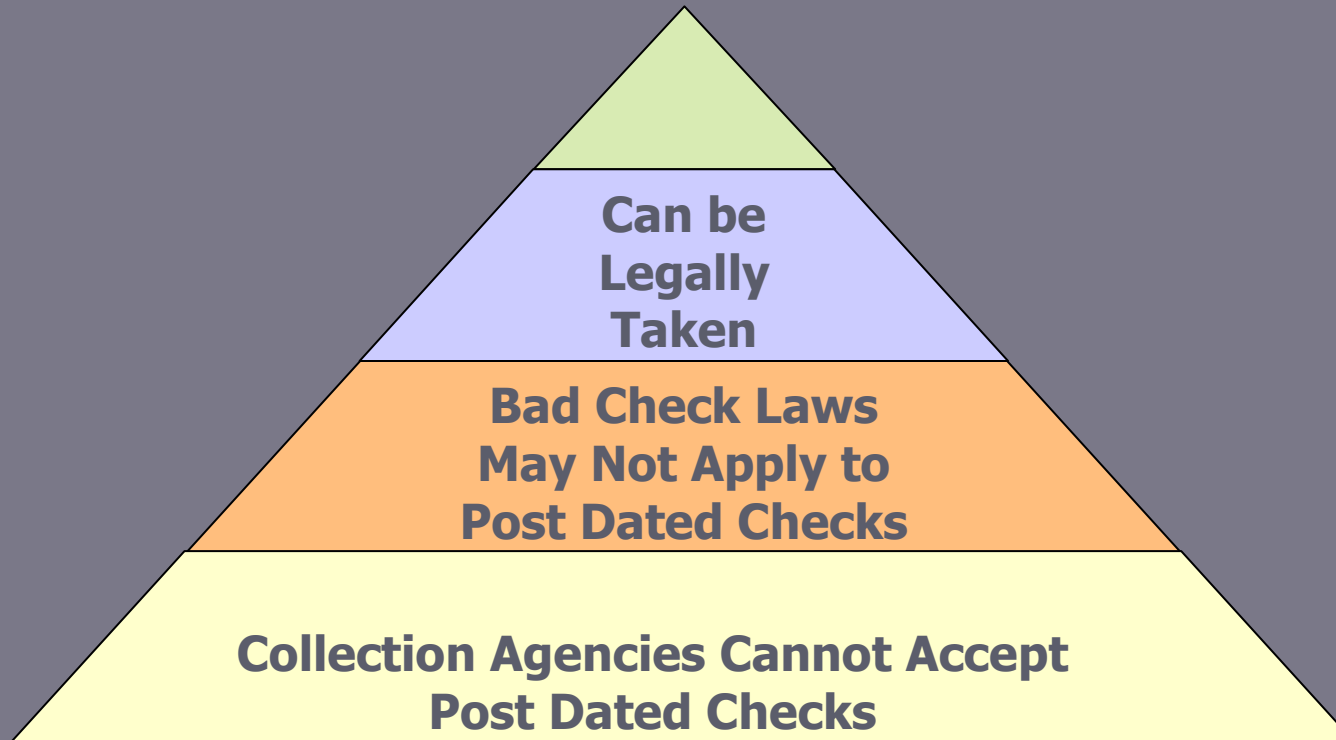 Can be
Legally
Taken
Bad Check Laws
May Not Apply to
Post Dated Checks
Collection Agencies Cannot Accept
Post Dated Checks